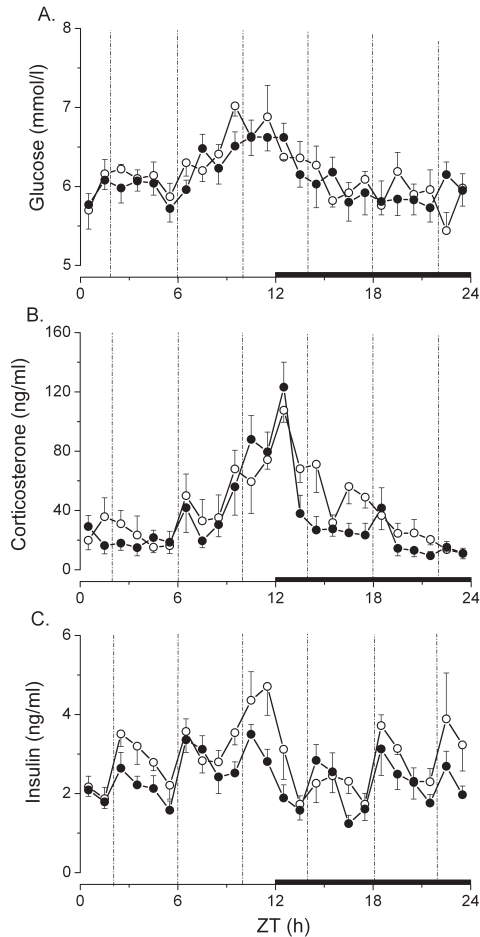 A.
8
7
6
5
Glucose (mmol/l)
0 6 12 18 24
B.
160
120
80
40
0
Corticosterone (ng/ml)
0 6 12 18 24
C.
6
4
2
0
Insulin (ng/ml)
0 6 12 18 24
ZT (h)